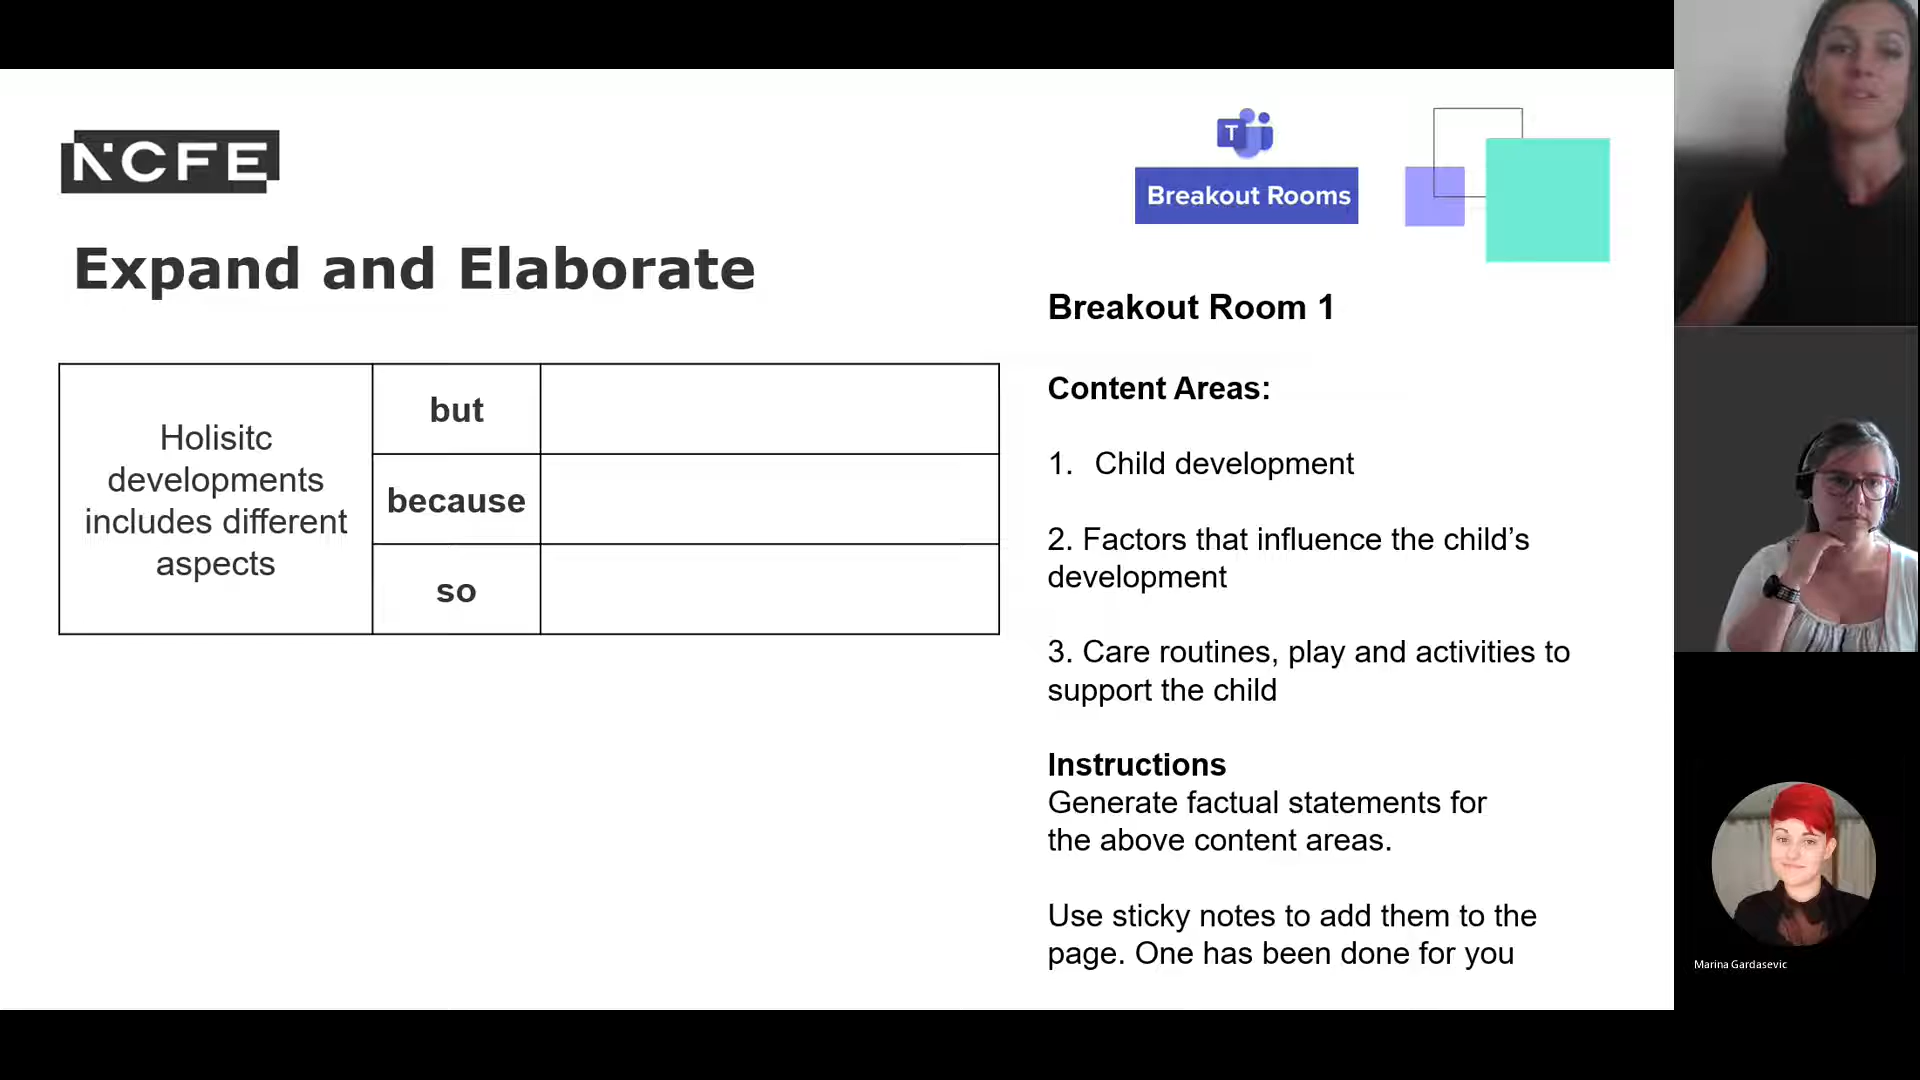 NCFE
T
Breakout Rooms
Expand and Elaborate
Holisitc
developments
includes different
aspects
but
because
so
Breakout Room 1
Content Areas:
1. Child development
2. Factors that influence the child’s
development
3. Care routines, play and activities to
support the child
Instructions
Generate factual statements for
the above content areas.
Use sticky notes to add them to the
page. One has been done for you
Marina Gardasevic